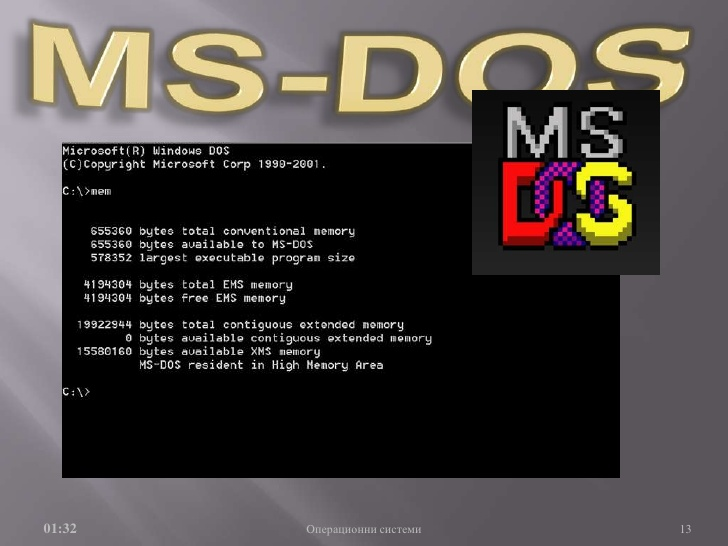 MS-DOS
MS
DOS
Microsoft(R) Windows DOS
(C)Copyright Microsoft Corp 1990-2001.
C:\>mem
655360 bytes total conventional memory
655360 bytes available to MS-DOS
578352 largest executable program size
4194304 bytes total EMS memory
4194304 bytes free EMS memory
19922944 bytes total contiguous extended memory
0 bytes available contiguous extended memory
15580160 bytes available XMS memory
MS-DOS resident in High Memory Area
C:\>
01:32
Операционни системи
13